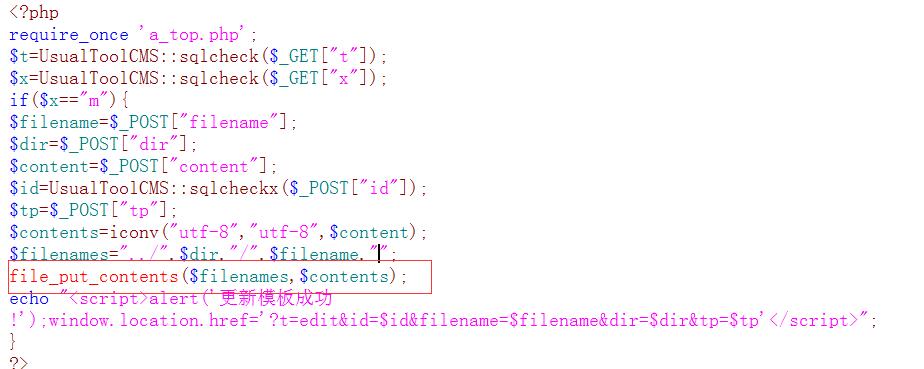 <?php
require_once 'a_top.php';
$t=UsualToolCMS::sqlcheck($_GET["t"]);
$x=UsualToolCMS::sqlcheck($_GET["x"]);
if($x=="m"){
$filename=$_POST["filename"];
$dir=$_POST["dir"];
$content=$_POST["content"];
$id=UsualToolCMS::sqlcheckx($_POST["id"]);
$tp=$_POST["tp"];
$contents=iconv("utf-8","utf-8",$content);
$filenames="../".$dir."/".$filename."";
file_put_contents($filenames,$contents);
echo "<script>alert('更新模板成功
!');window.location.href='?t=edit&id=$id&filename=$filename&dir=$dir&tp=$tp'</script>";
}
?>